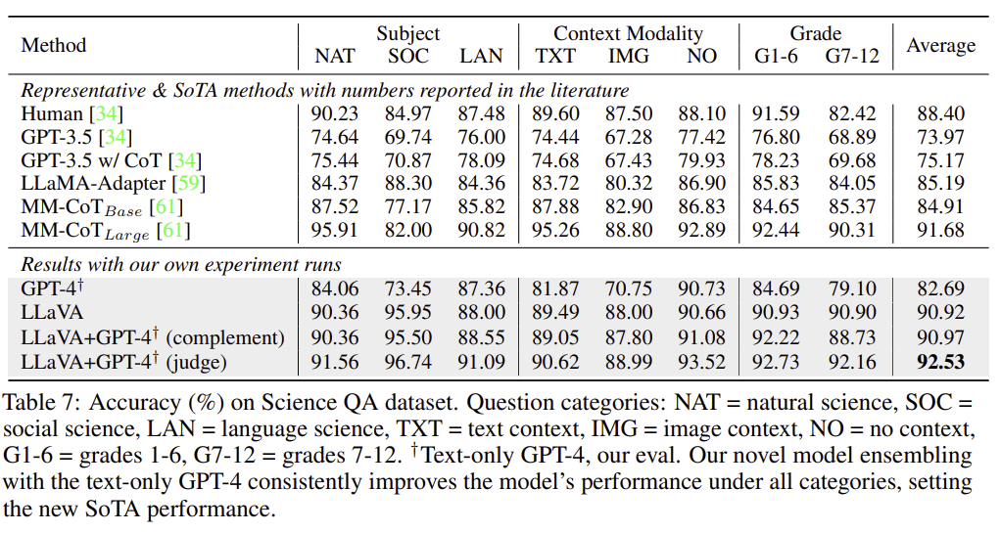 Method Subject Context Modality Grade Average
NAT SOC LAN TXT IMG NO G1-6 G7-12
Representative & SoTA methods with numbers reported in the literature
Human [34] 90.23 84.97 87.48 89.60 87.50 88.10 91.59 82.42 88.40
GPT-3.5 [34] 74.64 69.74 76.00 74.44 67.28 77.42 76.80 68.89 73.97
GPT-3.5 w/ CoT [34] 75.44 70.87 78.09 74.68 67.43 79.93 78.23 69.68 75.17
LLaMA-Adapter [59] 84.37 88.30 84.36 83.72 80.32 86.90 85.83 84.05 85.19
MM-CoT Base [61] 87.52 77.17 85.82 87.88 82.90 86.83 84.65 85.37 84.91
MM-CoT Large [61] 95.91 82.00 90.82 95.26 88.80 92.89 92.44 90.31 91.68
Results with our own experiment runs
GPT-4† 84.06 73.45 87.36 81.87 70.75 90.73 84.69 79.10 82.69
LLaVA 90.36 95.95 88.00 89.49 88.00 90.66 90.93 90.90 90.92
LLaVA+GPT-4† (complement) 90.36 95.50 88.55 89.05 87.80 91.08 92.22 88.73 90.97
LLaVA+GPT-4† (judge) 91.56 96.74 91.09 90.62 88.99 93.52 92.73 92.16 92.53
Table 7: Accuracy (%) on Science QA dataset. Question categories: NAT = natural science, SOC =
social science, LAN = language science, TXT = text context, IMG = image context, NO = no context,
G1-6 = grades 1-6, G7-12 = grades 7-12. †Text-only GPT-4, our eval. Our novel model ensembling
with the text-only GPT-4 consistently improves the model's performance under all categories, setting
the new SoTA performance.